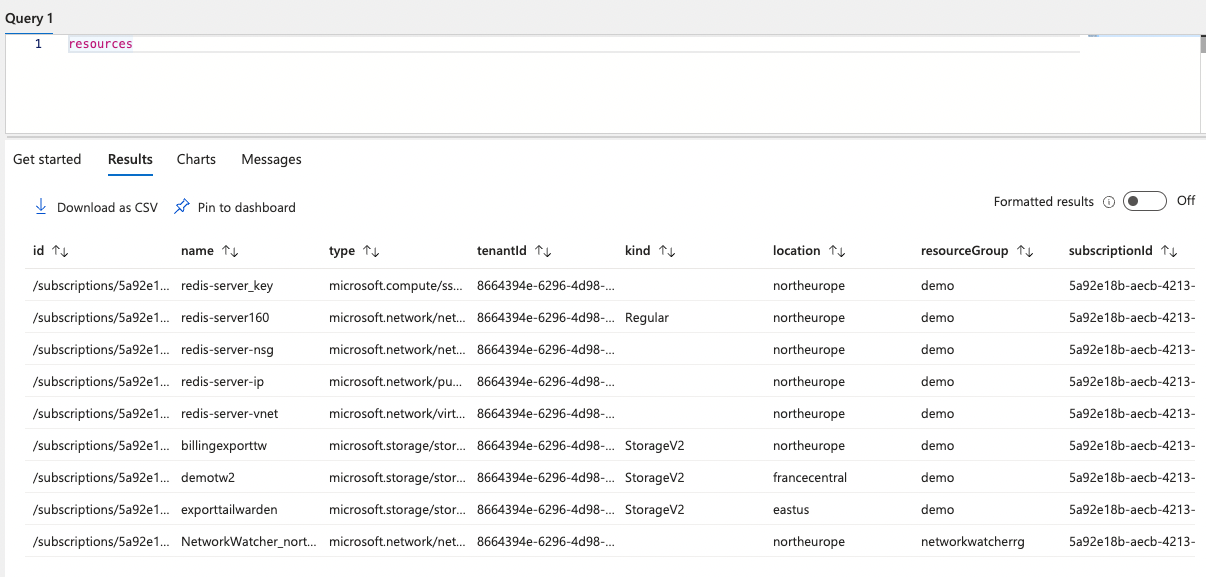 Query 1
1 resources
Get started Results Charts Messages
Download as CSV Pin to dashboard Formatted results Off
id name type tenantId kind location resourceGroup subscriptionId
/subscriptions/5a92e1... redis-server_key microsoft.compute/ss... 8664394e-6296-4d98-... northeurope demo 5a92e18b-aecb-4213-
/subscriptions/5a92e1... redis-server160 microsoft.network/net... 8664394e-6296-4d98-... Regular northeurope demo 5a92e18b-aecb-4213-
/subscriptions/5a92e1... redis-server-nsg microsoft.network/net... 8664394e-6296-4d98-... northeurope demo 5a92e18b-aecb-4213-
/subscriptions/5a92e1... redis-server-ip microsoft.network/pu... 8664394e-6296-4d98-... northeurope demo 5a92e18b-aecb-4213-
/subscriptions/5a92e1... redis-server-vnet microsoft.network/virt... 8664394e-6296-4d98-... northeurope demo 5a92e18b-aecb-4213-
/subscriptions/5a92e1... billingexporttw microsoft.storage/stor... 8664394e-6296-4d98-... StorageV2 northeurope demo 5a92e18b-aecb-4213-
/subscriptions/5a92e1... demotw2 microsoft.storage/stor... 8664394e-6296-4d98-... StorageV2 francecentral demo 5a92e18b-aecb-4213-
/subscriptions/5a92e1... exporttailwarden microsoft.storage/stor... 8664394e-6296-4d98-... StorageV2 eastus demo 5a92e18b-aecb-4213-
/subscriptions/5a92e1... NetworkWatcher_nort... microsoft.network/net... 8664394e-6296-4d98-... northeurope networkwatcherrg 5a92e18b-aecb-4213-